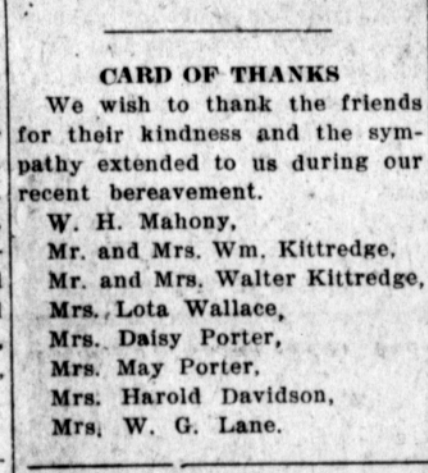 CARD OF THANKS
We wish to thank the friends
for their kindness and the sym-
pathy extended to us during our
recent bereavement.
W. H. Mahony,
Mr. and Mrs. Wm. Kittredge,
Mr. and Mrs. Walter Kittredge,
Mrs. Lota Wallace,
Mrs. Daisy Porter,
Mrs. May Porter,
Mrs. Harold Davidson,
Mrs. W. G. Lane.